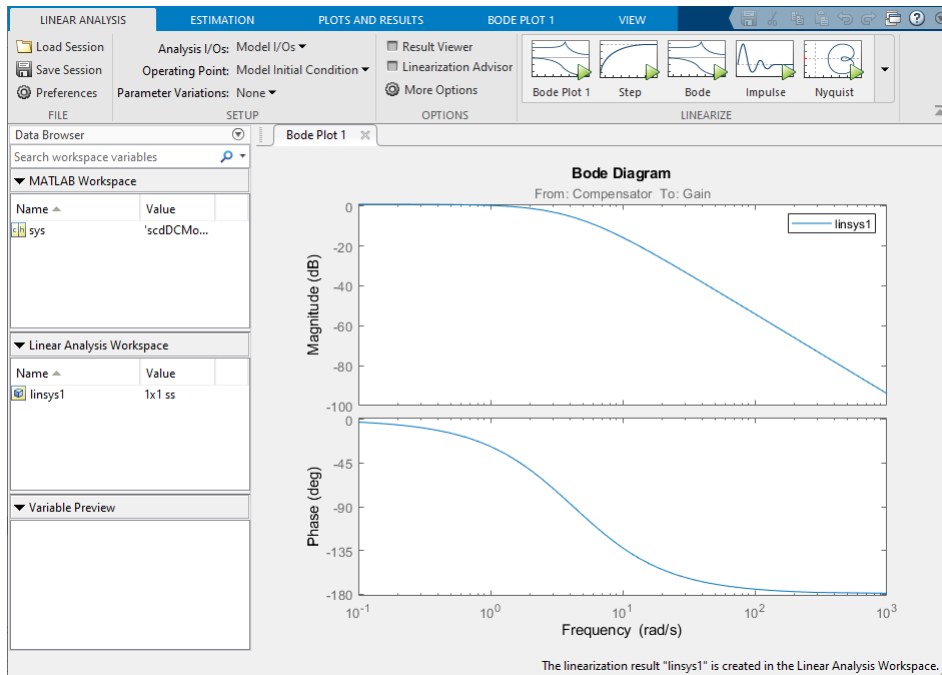 LINEAR ANALYSIS ESTIMATION PLOTS AND RESULTS BODE PLOT 1 VIEW
Load Session
Save Session
Preferences
FILE
Analysis I/Os: Model I/Os
Operating Point: Model Initial Condition
Parameter Variations: None
SETUP
Result Viewer
Linearization Advisor
More Options
OPTIONS
Bode Plot 1 Step Bode Impulse Nyquist
LINEARIZE
Data Browser
Search workspace variables
MATLAB Workspace
Name Value
sys 'scdDCMo...
Linear Analysis Workspace
Name Value
linsys1 1x1 ss
Variable Preview
Bode Plot 1
Bode Diagram
From: Compensator To: Gain
linsys1
Magnitude (dB)
0
-20
-40
-60
-80
-100
Phase (deg)
0
-45
-90
-135
-180
10^-1 10^0 10^1 10^2 10^3
Frequency (rad/s)
The linearization result "linsys1" is created in the Linear Analysis Workspace.